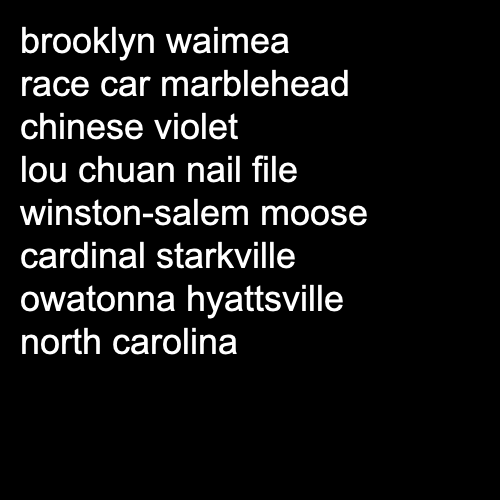 brooklyn waimea
race car marblehead
chinese violet
lou chuan nail file
winston-salem moose
cardinal starkville
owatonna hyattsville
north carolina